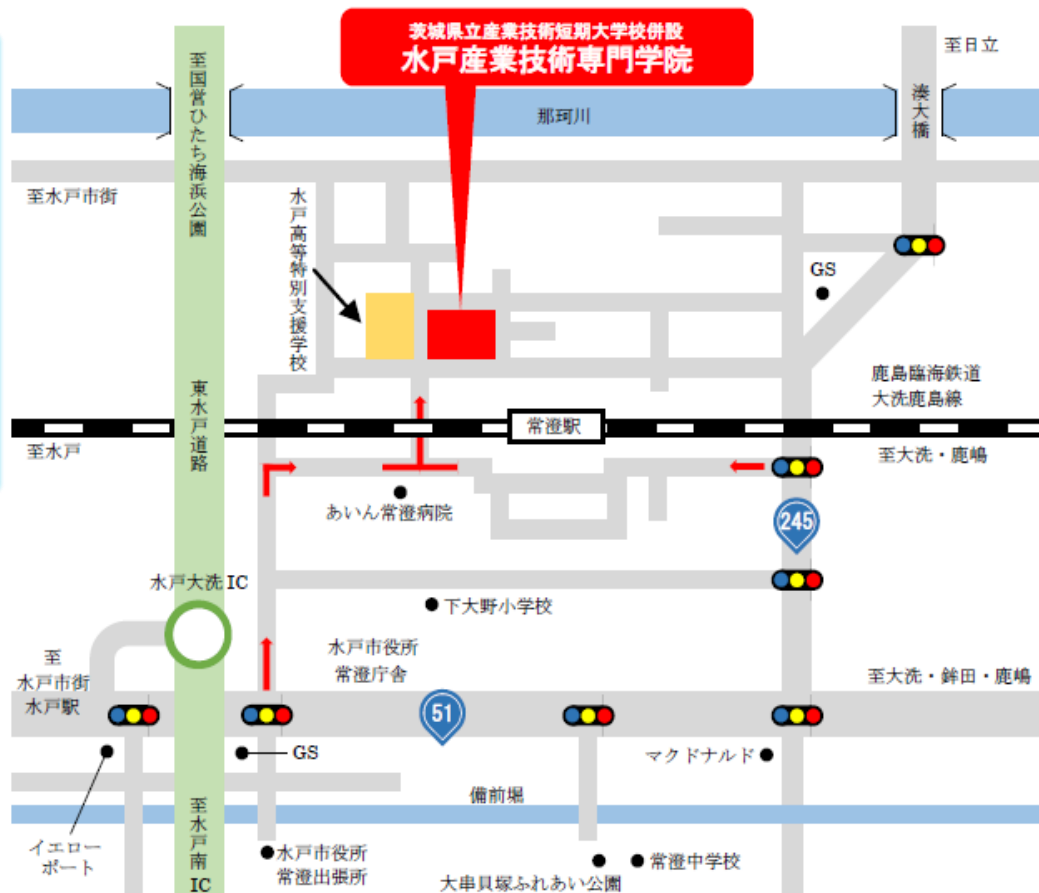 茨城県立産業技術短期大学校併設
水戸産業技術専門学院
至日立
至国営ひたち海浜公園
那珂川
湊大橋
至水戸市街
水戸高等特別支援学校
GS
鹿島臨海鉄道
大洗鹿島線
東水戸道路
常澄駅
至水戸
至大洗・鹿嶋
あいん常澄病院
245
水戸大洗IC
下大野小学校
水戸市役所
常澄庁舎
至
水戸市街
水戸駅
至大洗・鉾田・鹿嶋
51
GS
マクドナルド
備前堀
至水戸南IC
イエロー
ポート
水戸市役所
常澄出張所
常澄中学校
大串貝塚ふれあい公園